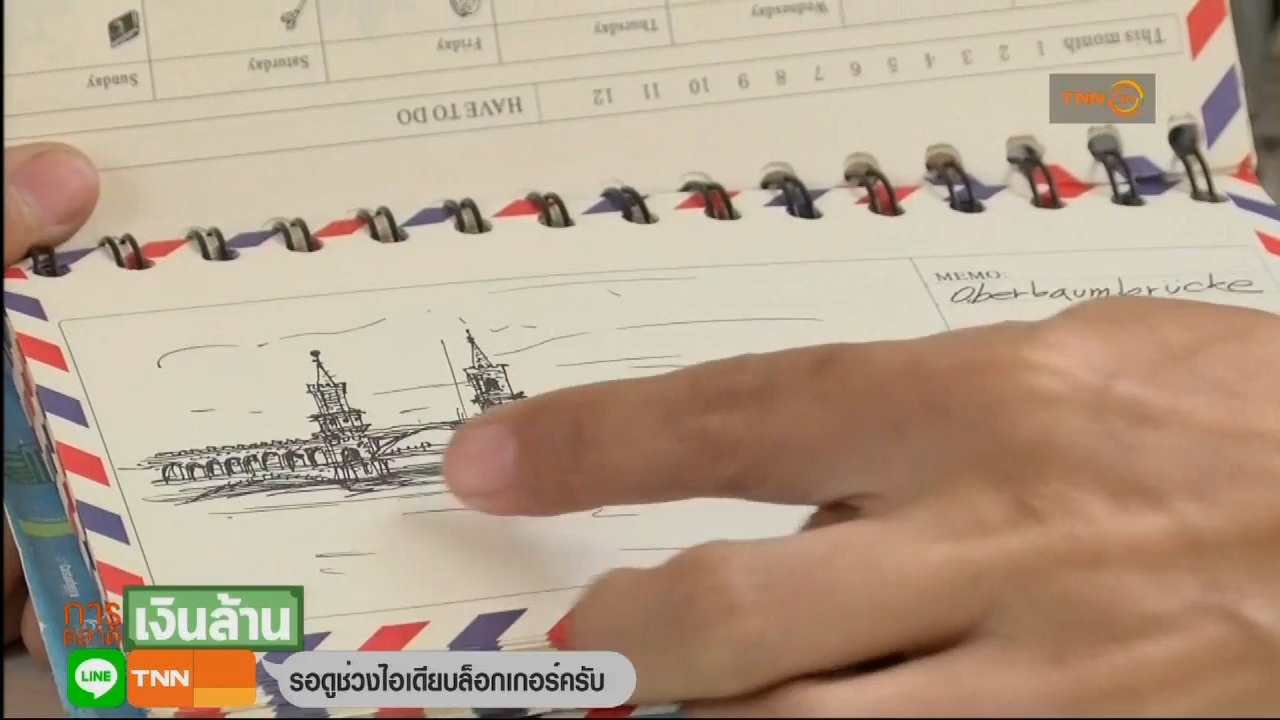 Sunday
Saturday
Friday
Thursday
Wednesday
This month 1 2 3 4 5 6 7 8 9 10 11 12
HAVE TO DO
TNN
MEMO:
Oberbaumbrücke
การ
ตลาด
เงินล้าน
LINE
TNN
รอดูช่วงไอเดียบล็อกเกอร์ครับ